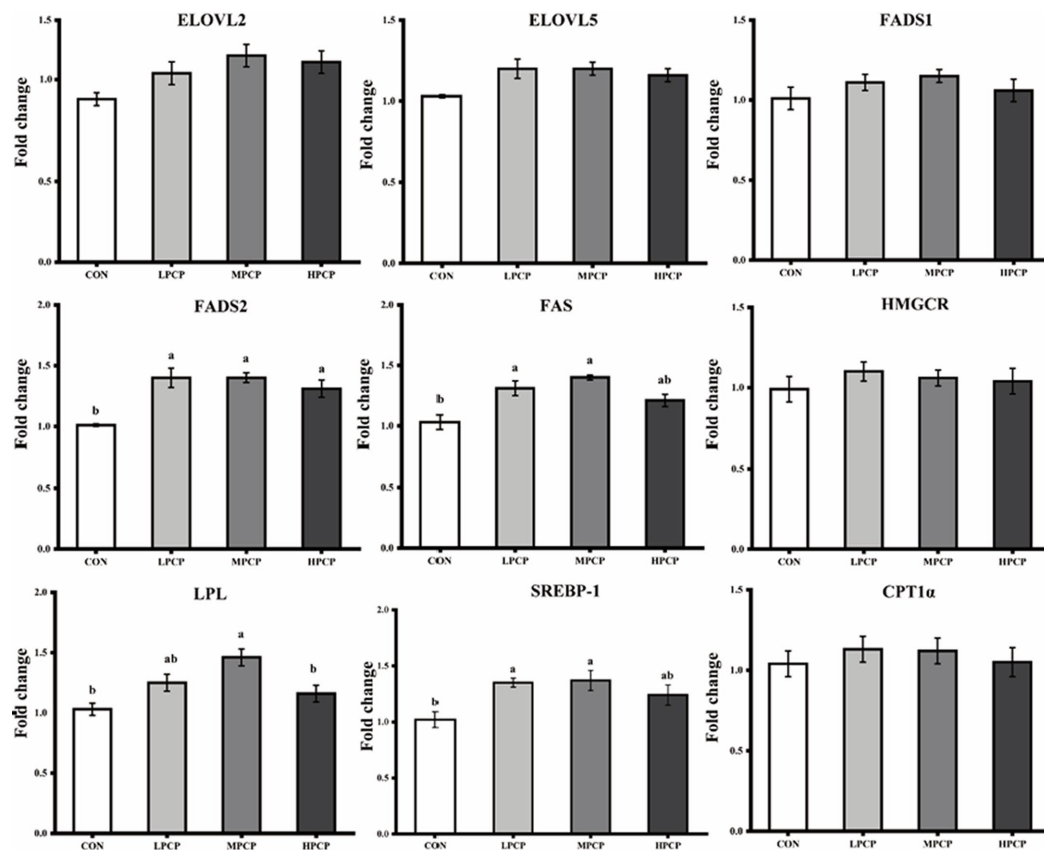 ELOVL2
Fold change
1.5
1.0
0.5
0.0
CON LPCP MPCP HPCP
ELOVL5
Fold change
1.5
1.0
0.5
0.0
CON LPCP MPCP HPCP
FADS1
Fold change
1.5
1.0
0.5
0.0
CON LPCP MPCP HPCP
FADS2
Fold change
2.0
1.5
1.0
0.5
0.0
b a a a
CON LPCP MPCP HPCP
FAS
Fold change
2.0
1.5
1.0
0.5
0.0
b a a ab
CON LPCP MPCP HPCP
HMGCR
Fold change
1.5
1.0
0.5
0.0
CON LPCP MPCP HPCP
LPL
Fold change
2.0
1.5
1.0
0.5
0.0
b ab a b
CON LPCP MPCP HPCP
SREBP-1
Fold change
2.0
1.5
1.0
0.5
0.0
b a a ab
CON LPCP MPCP HPCP
CPT1α
Fold change
1.5
1.0
0.5
0.0
CON LPCP MPCP HPCP